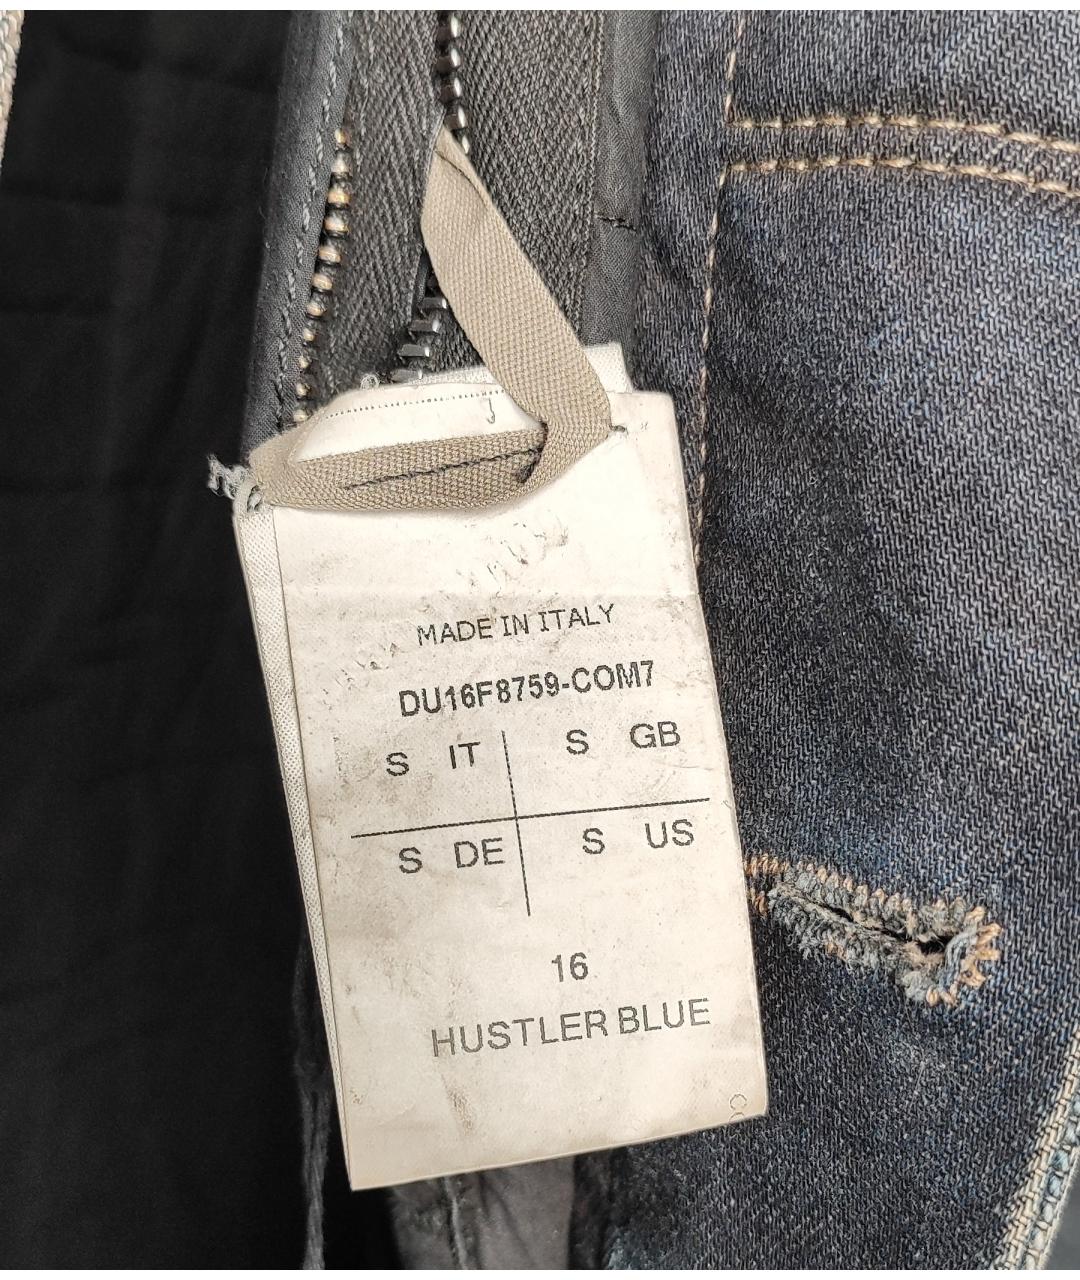 MADE IN ITALY
DU16F8759-COM7
S IT S GB
S DE S US
16
HUSTLER BLUE